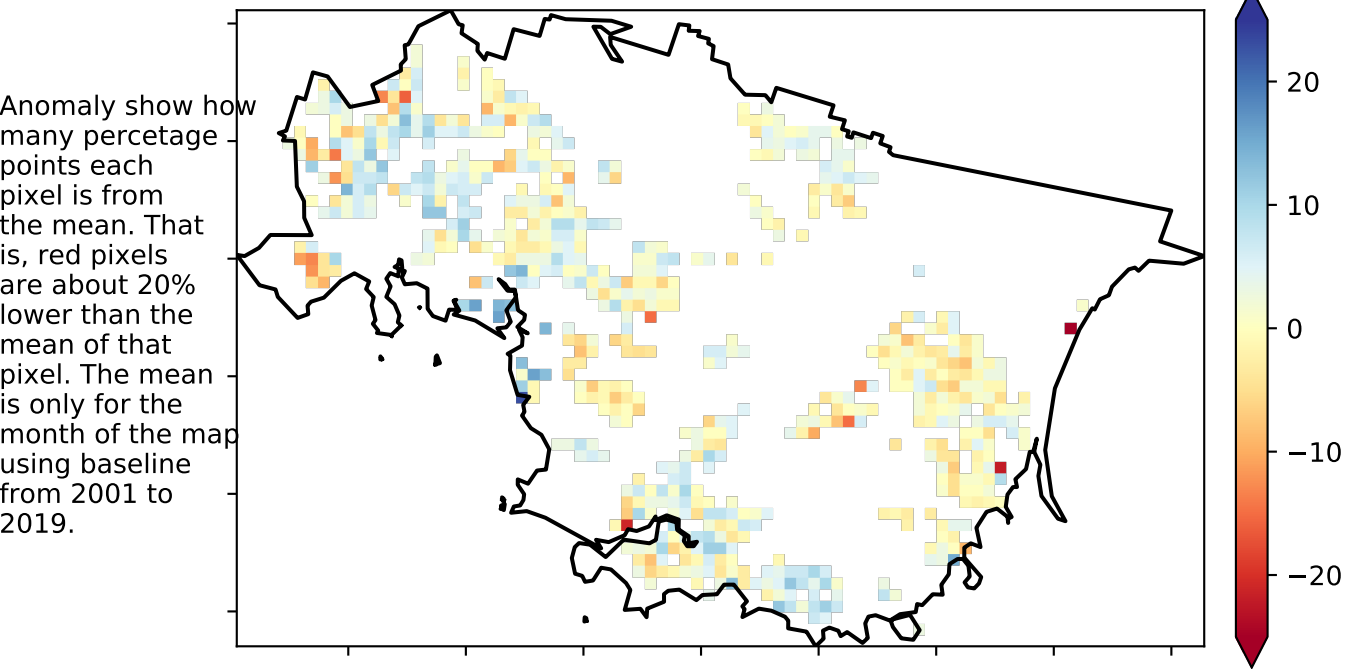 Anomaly show how
many percetage
points each
pixel is from
the mean. That
is, red pixels
are about 20%
lower than the
mean of that
pixel. The mean
is only for the
month of the map
using baseline
from 2001 to
2019.
20
10
0
−10
−20